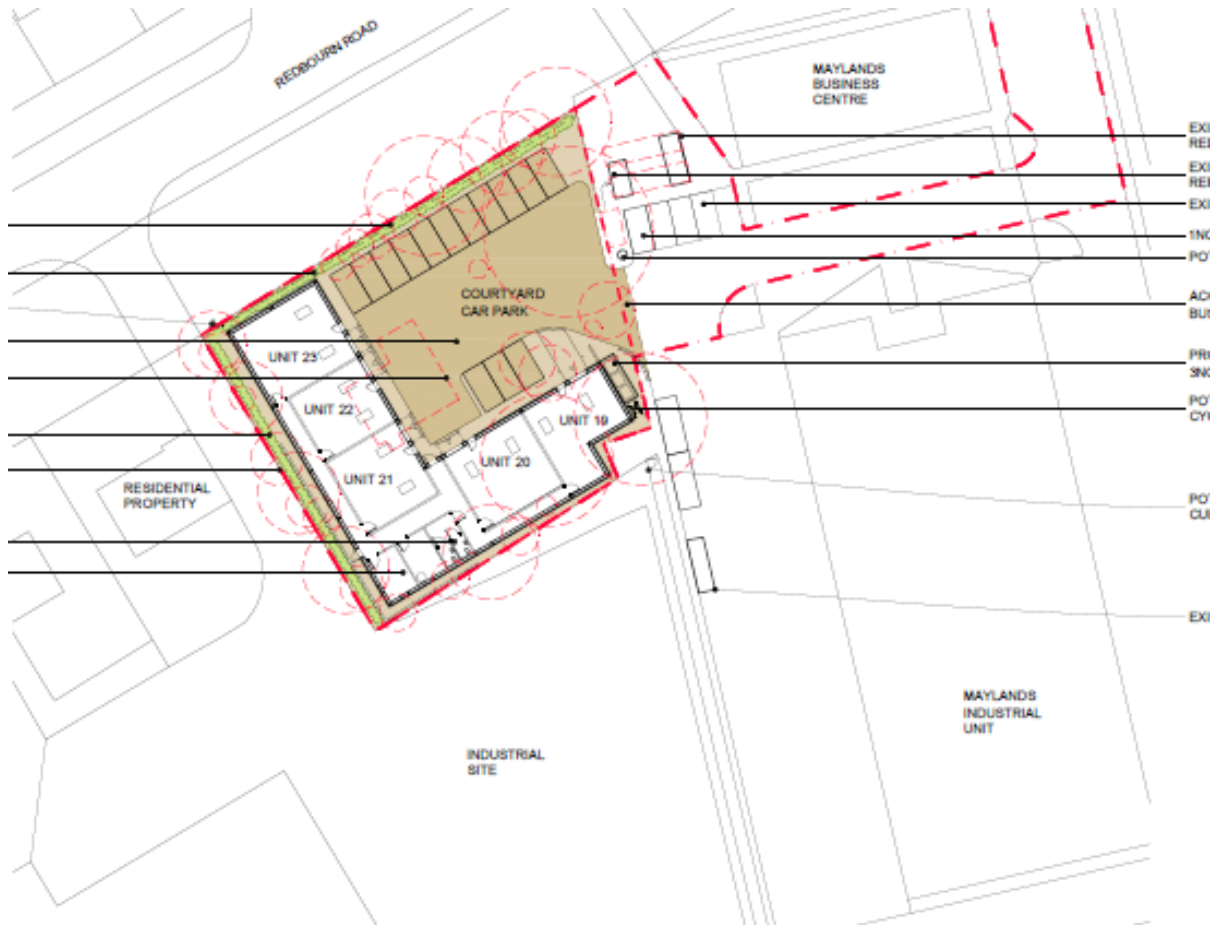 REDBOURN ROAD
MAYLANDS
BUSINESS
CENTRE
EXI
REI
EXI
REI
EXI
1NO
POT
COURTYARD
CAR PARK
ACC
BUS
UNIT 23
PRI
3NO
UNIT 22
POT
CYC
UNIT 19
UNIT 20
UNIT 21
RESIDENTIAL
PROPERTY
POT
CUI
EXI
MAYLANDS
INDUSTRIAL
UNIT
INDUSTRIAL
SITE